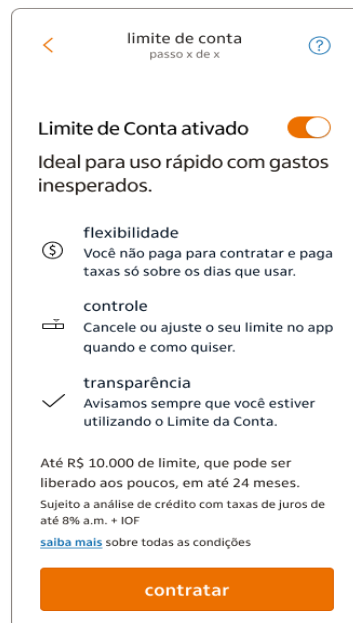 limite de conta
passo x de x
?
Limite de Conta ativado
Ideal para uso rápido com gastos
inesperados.
flexibilidade
$
Você não paga para contratar e paga
taxas só sobre os dias que usar.
controle
Cancele ou ajuste o seu limite no app
quando e como quiser.
transparência
Avisamos sempre que você estiver
utilizando o Limite da Conta.
Até R$ 10.000 de limite, que pode ser
liberado aos poucos, em até 24 meses.
Sujeito a análise de crédito com taxas de juros de
até 8% a.m. + IOF
saiba mais sobre todas as condições
contratar